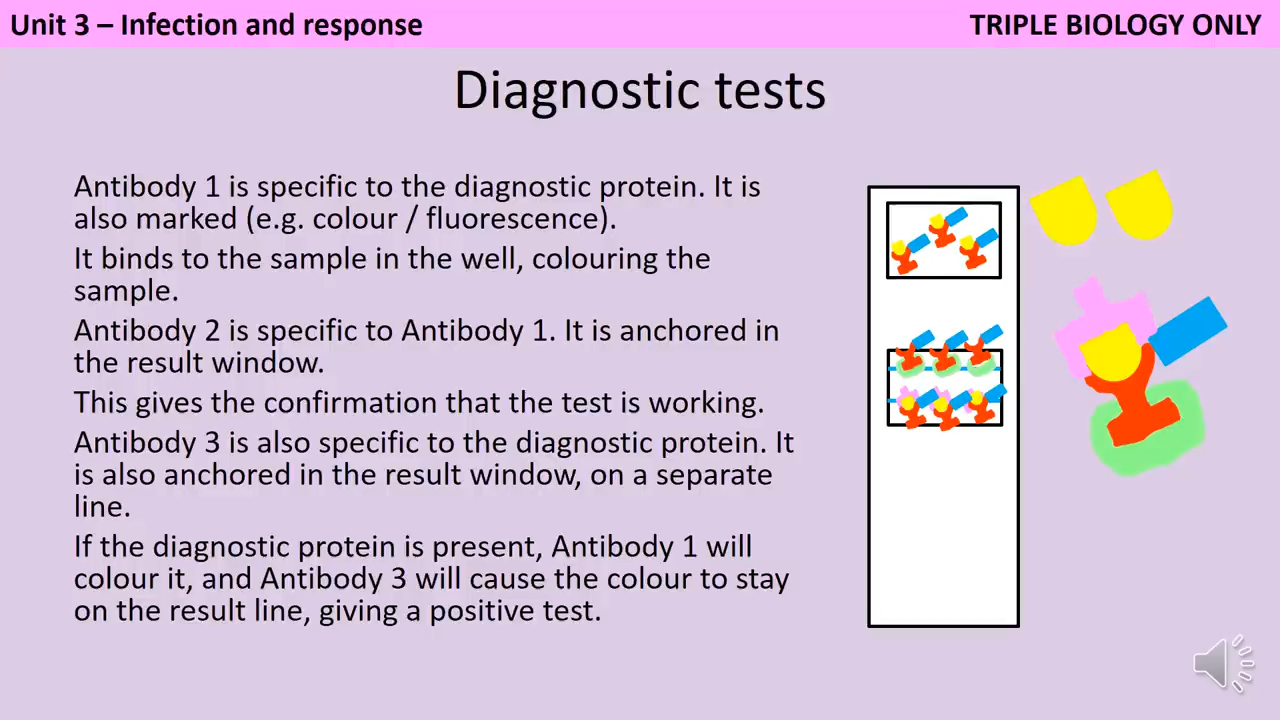 Unit 3 – Infection and response
TRIPLE BIOLOGY ONLY
Diagnostic tests
Antibody 1 is specific to the diagnostic protein. It is
also marked (e.g. colour / fluorescence).
It binds to the sample in the well, colouring the
sample.
Antibody 2 is specific to Antibody 1. It is anchored in
the result window.
This gives the confirmation that the test is working.
Antibody 3 is also specific to the diagnostic protein. It
is also anchored in the result window, on a separate
line.
If the diagnostic protein is present, Antibody 1 will
colour it, and Antibody 3 will cause the colour to stay
on the result line, giving a positive test.